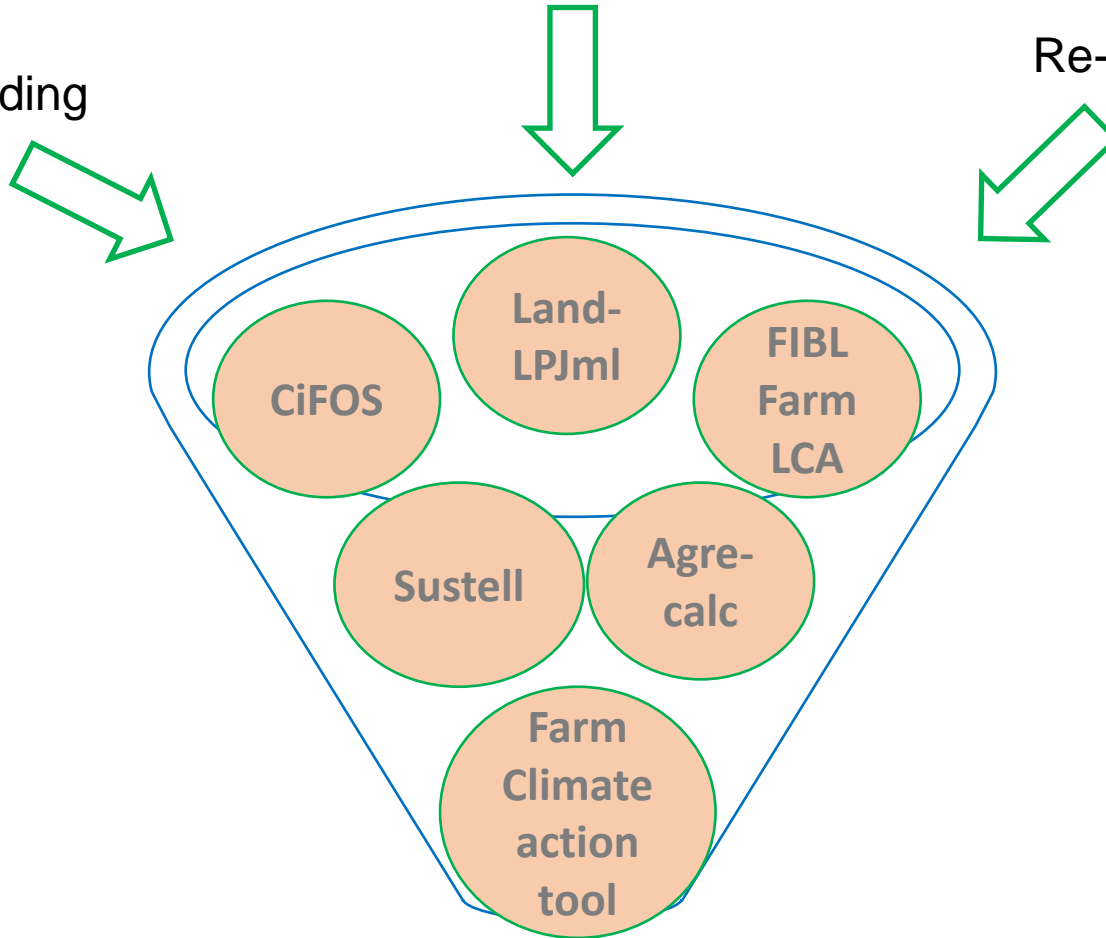 Re-
ding
Land-
LPJml
CiFOS
FIBL
Farm
LCA
Sustell
Agre-
calc
Farm
Climate
action
tool